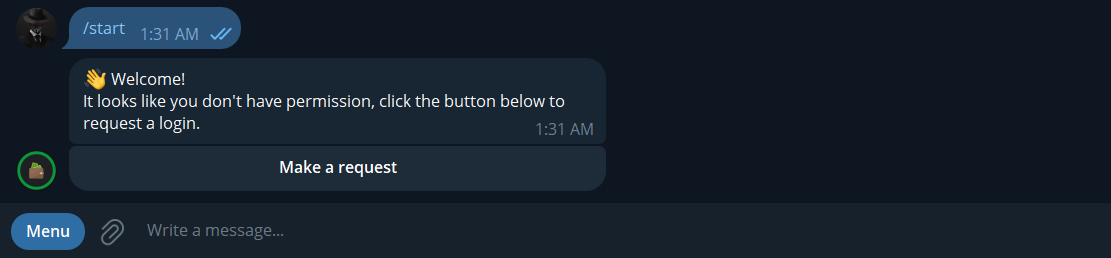 /start 1:31 AM
👋 Welcome!
It looks like you don't have permission, click the button below to
request a login.
1:31 AM
Make a request
Menu Write a message...